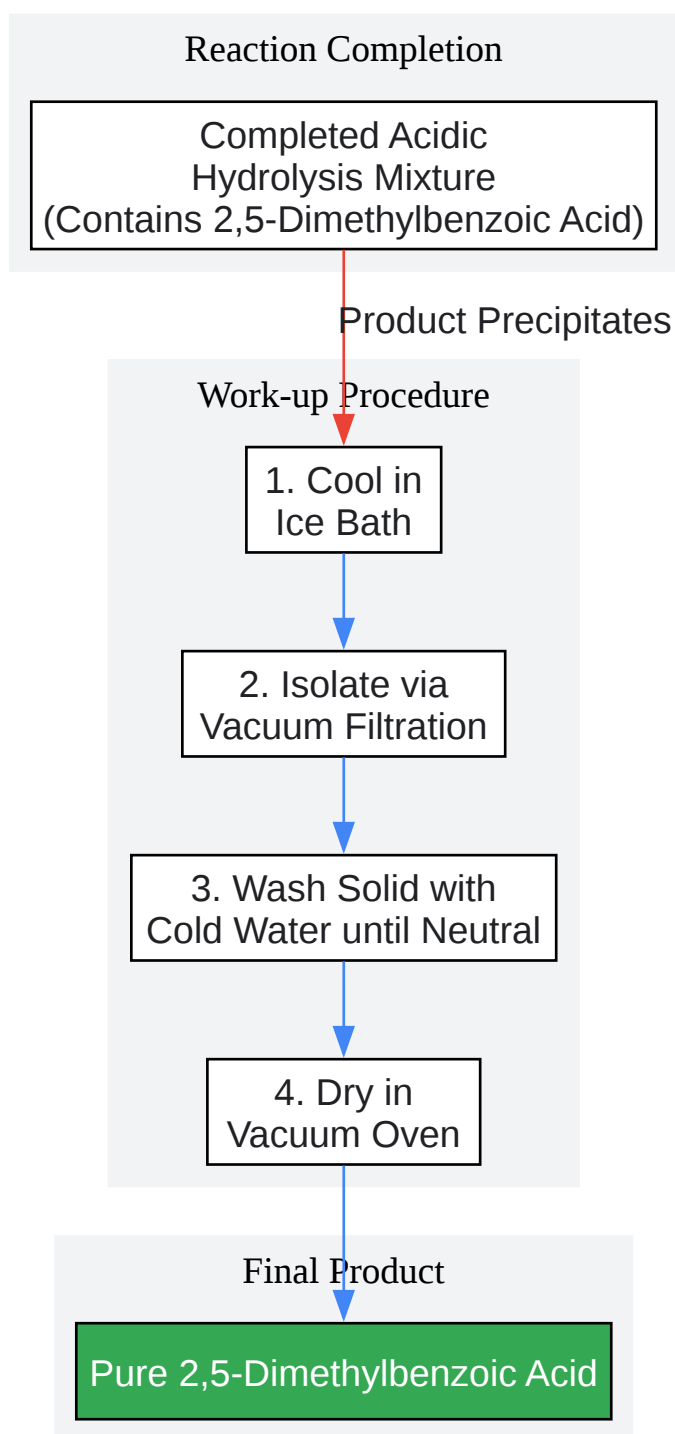 Reaction Completion
Completed Acidic
Hydrolysis Mixture
(Contains 2,5-Dimethylbenzoic Acid)
Product Precipitates
Work-up Procedure
1. Cool in
Ice Bath
2. Isolate via
Vacuum Filtration
3. Wash Solid with
Cold Water until Neutral
4. Dry in
Vacuum Oven
Final Product
Pure 2,5-Dimethylbenzoic Acid